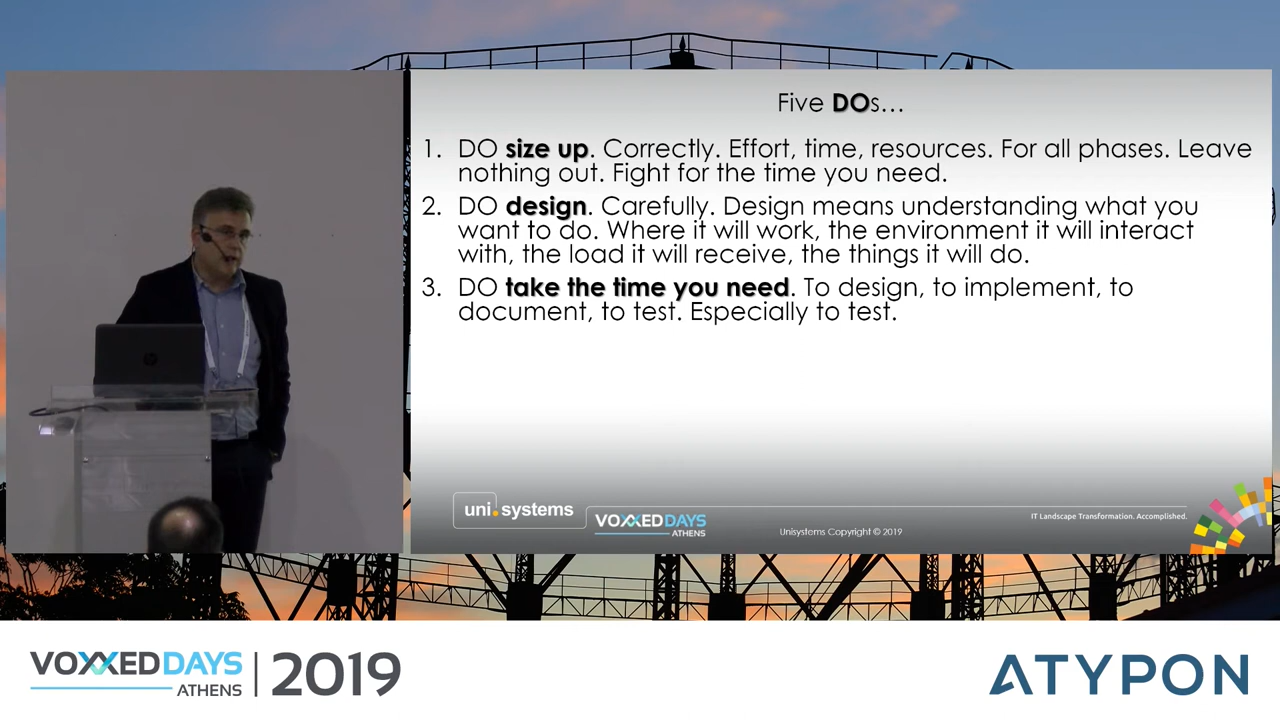 Five DOs...
1. DO size up. Correctly. Effort, time, resources. For all phases. Leave
nothing out. Fight for the time you need.
2. DO design. Carefully. Design means understanding what you
want to do. Where it will work, the environment it will interact
with, the load it will receive, the things it will do.
3. DO take the time you need. To design, to implement, to
document, to test. Especially to test.
uni.systems
VOXXED DAYS
ATHENS
Unisystems Copyright © 2019
IT Landscape Transformation. Accomplished.
VOXXED DAYS
ATHENS
2019
ATYPON